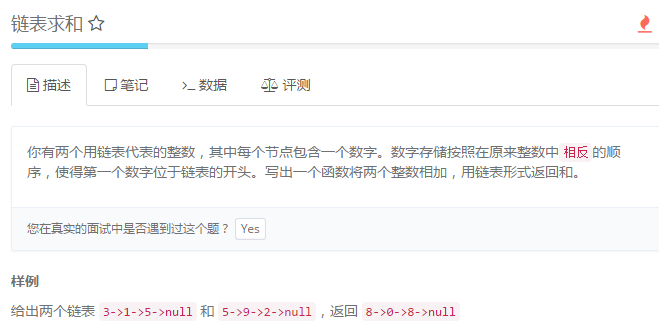 链表求和
描述 笔记 数据 评测
你有两个用链表代表的整数，其中每个节点包含一个数字。数字存储按照在原来整数中 相反 的顺
序，使得第一个数字位于链表的开头。写出一个函数将两个整数相加，用链表形式返回和。
您在真实的面试中是否遇到过这个题？ Yes
样例
给出两个链表 3->1->5->null 和 5->9->2->null，返回 8->0->8->null